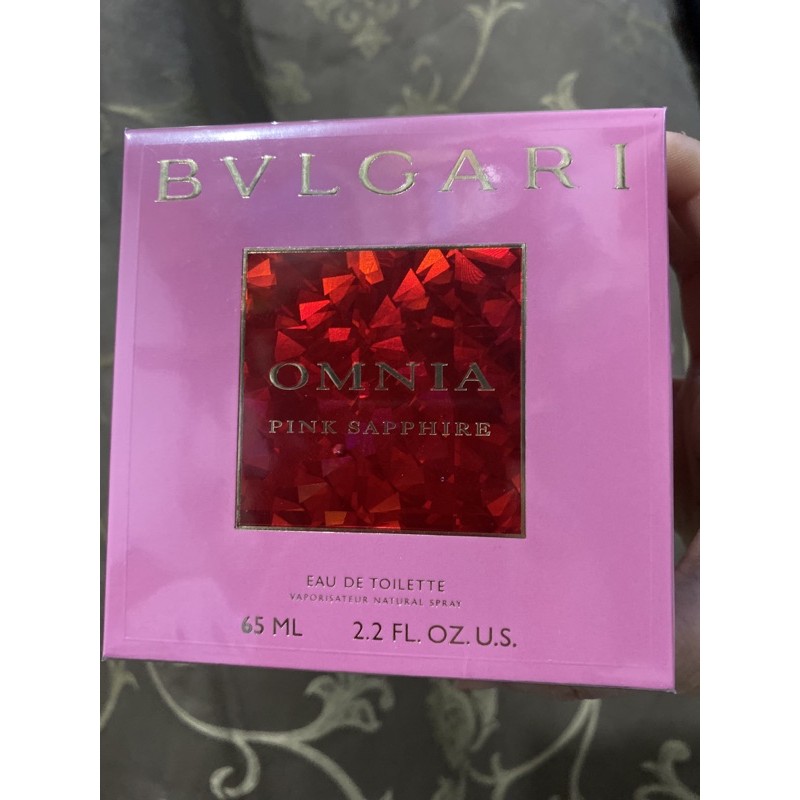 BVLGARI
OMNIA
PINK SAPPHIRE
EAU DE TOILETTE
VAPORISATEUR NATURAL SPRAY
65 ML 2.2 FL. OZ. U.S.